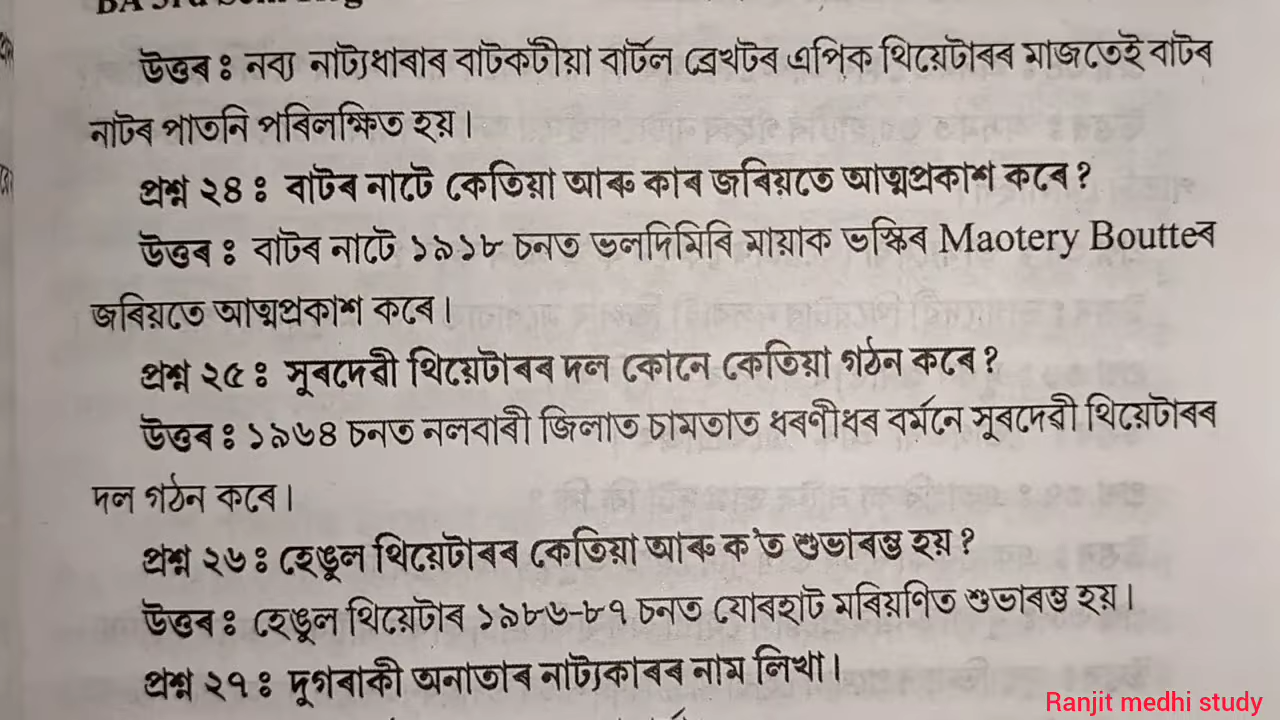 BA 3rd Sem
উত্তৰ : নব্য নাট্যধাৰাৰ বাটকটীয়া বাৰ্টল ব্ৰেখটৰ এপিক থিয়েটাৰৰ মাজতেই বাটৰ
নাটৰ পাতনি পৰিলক্ষিত হয়।
প্ৰশ্ন ২৪ : বাটৰ নাটে কেতিয়া আৰু কাৰ জৰিয়তে আত্মপ্ৰকাশ কৰে ?
উত্তৰ : বাটৰ নাটে ১৯১৮ চনত ভলদিমিৰি মায়াক ভস্কিৰ Maotery Boutteৰ
জৰিয়তে আত্মপ্ৰকাশ কৰে।
প্ৰশ্ন ২৫ : সূৰদেৱী থিয়েটাৰৰ দল কোনে কেতিয়া গঠন কৰে ?
উত্তৰ : ১৯৬৪ চনত নলবাৰী জিলাত চামতাত ধৰণীধৰ বৰ্মনে সূৰদেৱী থিয়েটাৰৰ
দল গঠন কৰে।
প্ৰশ্ন ২৬ : হেঙুল থিয়েটাৰৰ কেতিয়া আৰু ক'ত শুভাৰম্ভ হয় ?
উত্তৰ : হেঙুল থিয়েটাৰ ১৯৮৬-৮৭ চনত যোৰহাট মৰিয়ণিত শুভাৰম্ভ হয়।
প্ৰশ্ন ২৭ : দুগৰাকী অনাতাৰ নাট্যকাৰৰ নাম লিখা।
Ranjit medhi study